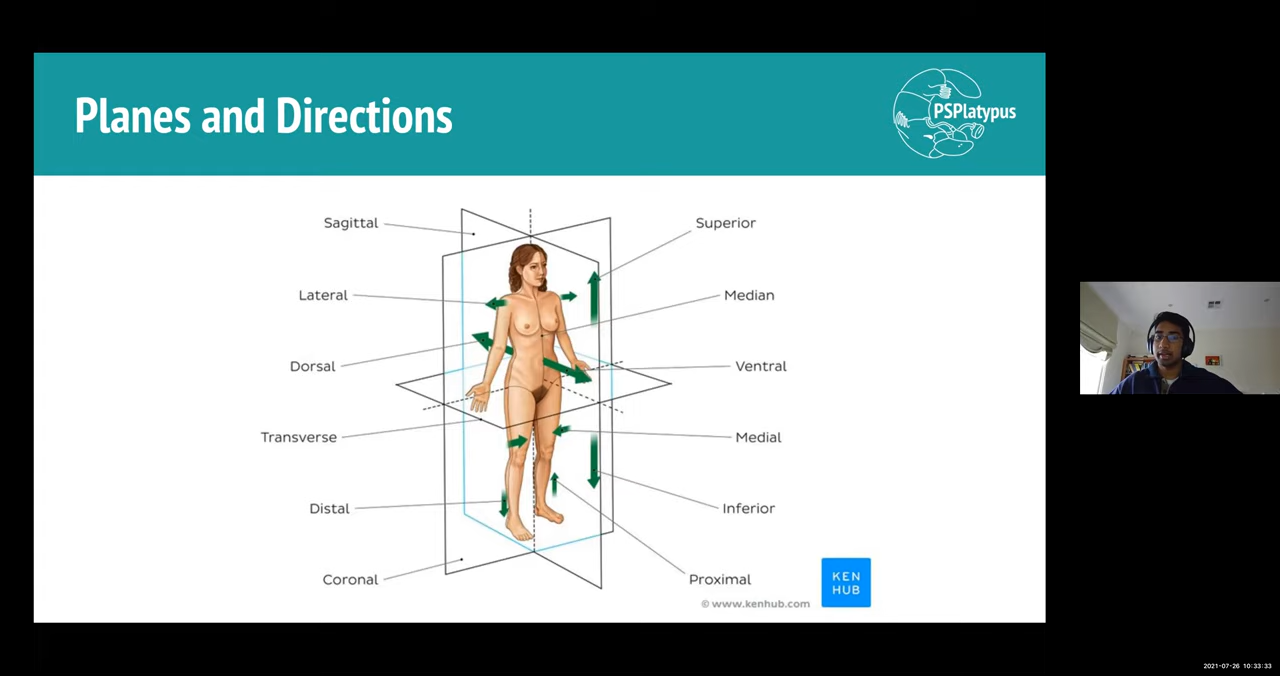 Planes and Directions
PSPlatypus
Sagittal
Superior
Lateral
Median
Dorsal
Ventral
Transverse
Medial
Distal
Inferior
Coronal
Proximal
KEN
HUB
© www.kenhub.com
2021-07-26 10:33:33